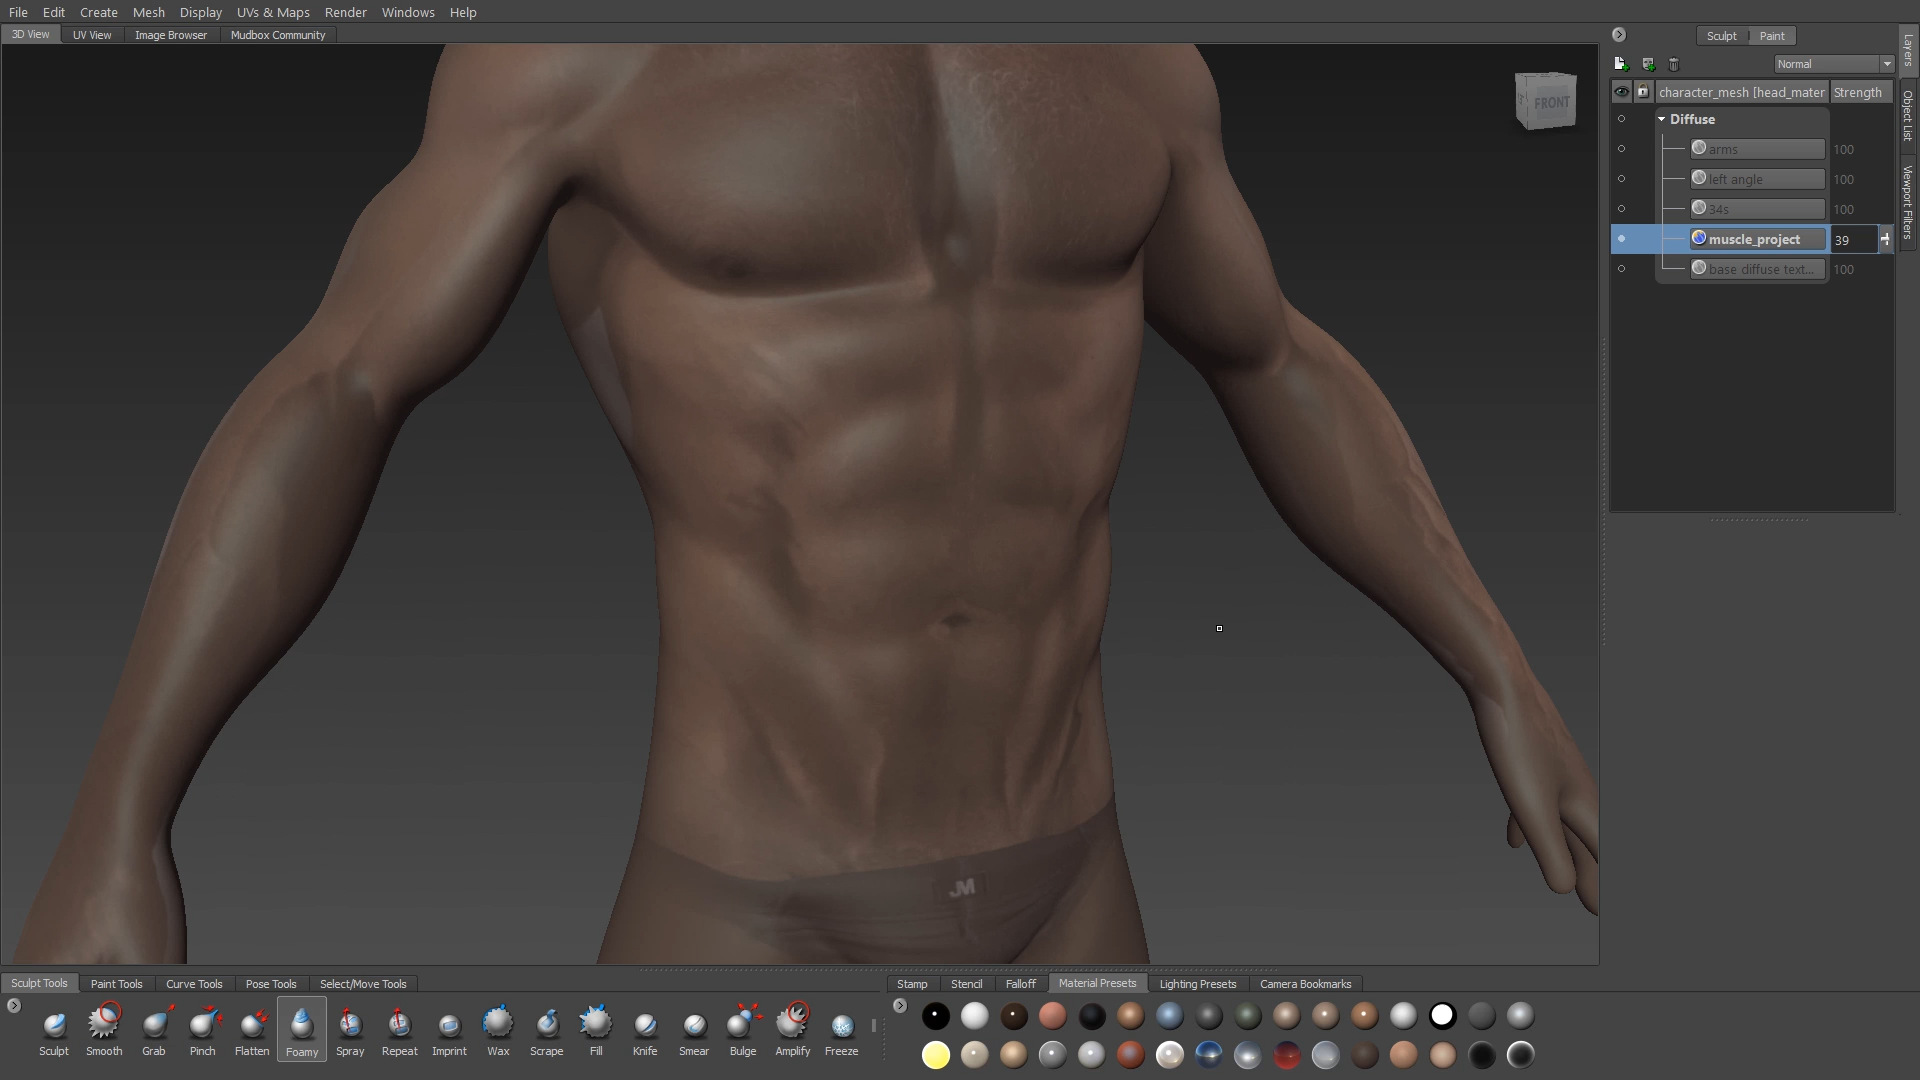 File Edit Create Mesh Display UVs & Maps Render Windows Help
3D View UV View Image Browser Mudbox Community
Sculpt Paint
Normal
character_mesh [head_mater Strength
Diffuse
arms 100
left angle 100
34s 100
muscle_project 39
base diffuse text... 100
Layers
Object List
Viewport Filters
FRONT
JM
Sculpt Tools Paint Tools Curve Tools Pose Tools Select/Move Tools
Sculpt Smooth Grab Pinch Flatten Foamy Spray Repeat Imprint Wax Scrape Fill Knife Smear Bulge Amplify Freeze
Stamp Stencil Falloff Material Presets Lighting Presets Camera Bookmarks